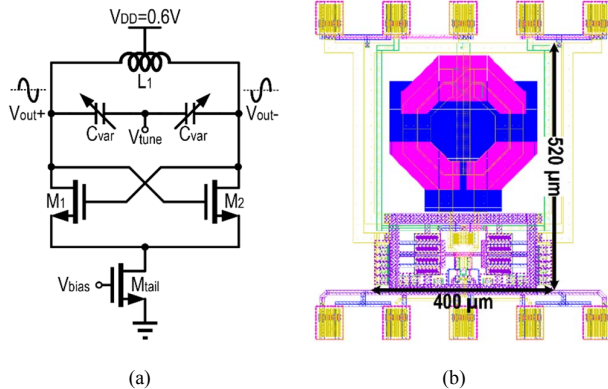 VDD=0.6V
L1
Vout+
Vout-
Cvar
Cvar
Vtune
M1
M2
Vbias
Mtail
520 µm
400 µm
(a)
(b)